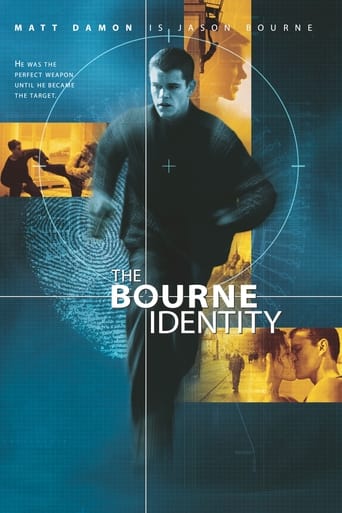 MATT DAMON IS JASON BOURNE
HE WAS THE
PERFECT WEAPON
UNTIL HE BECAME
THE TARGET.
THE
BOURNE
IDENTITY